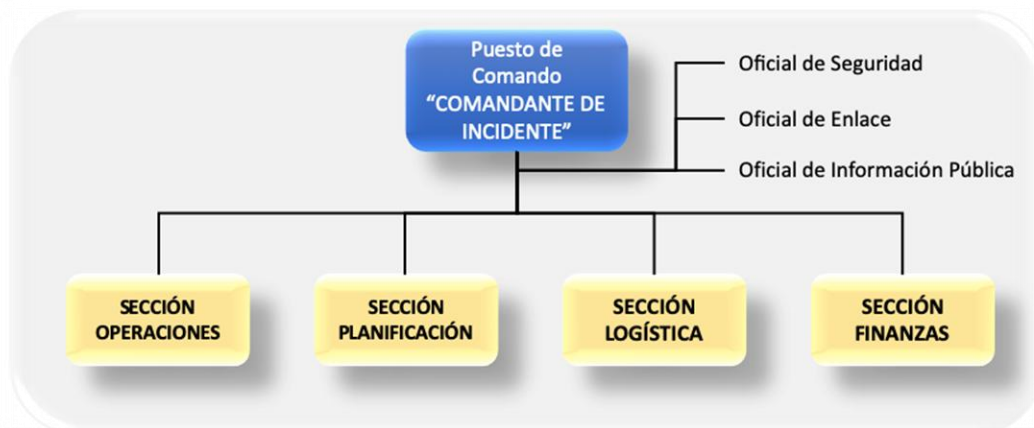 Puesto de
Comando
“COMANDANTE DE
INCIDENTE”
Oficial de Seguridad
Oficial de Enlace
Oficial de Información Pública
SECCIÓN
OPERACIONES
SECCIÓN
PLANIFICACIÓN
SECCIÓN
LOGÍSTICA
SECCIÓN
FINANZAS